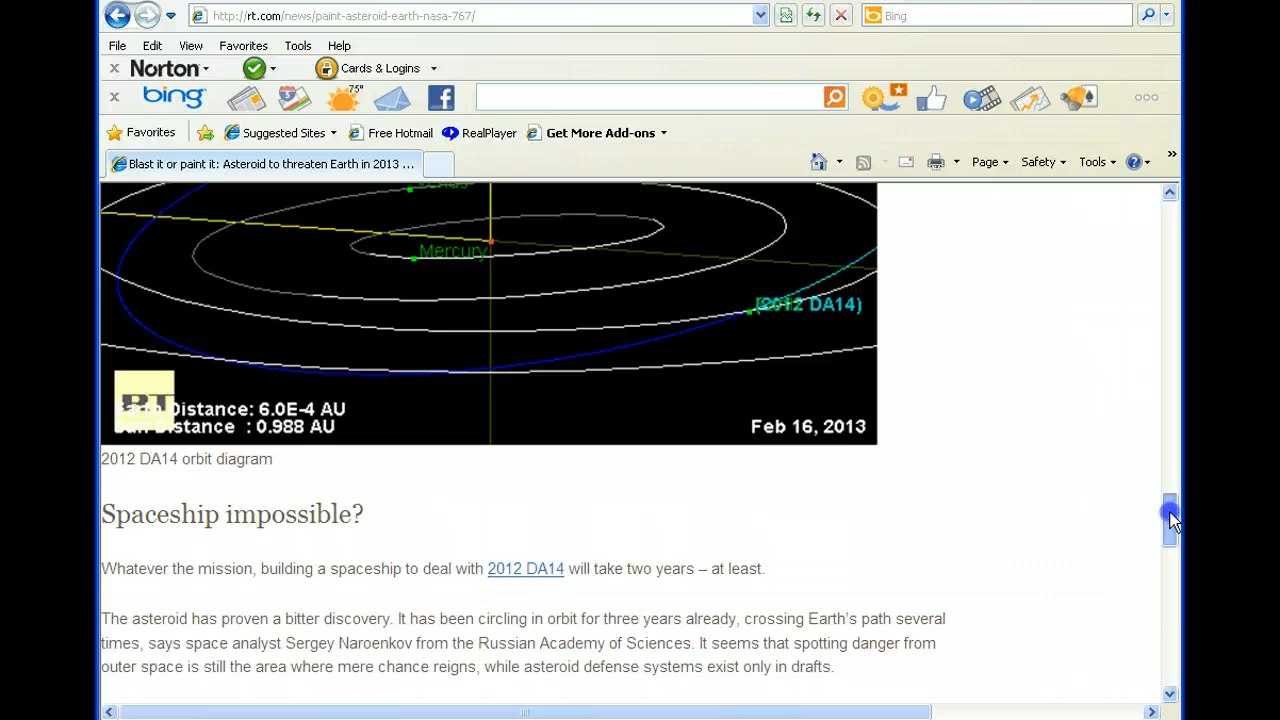 http://rt.com/news/paint-asteroid-earth-nasa-767/
Bing
File Edit View Favorites Tools Help
Norton Cards & Logins
bing 75°
Favorites Suggested Sites Free Hotmail RealPlayer Get More Add-ons
Blast it or paint it: Asteroid to threaten Earth in 2013 ...
Page Safety Tools
Mercury
(2012 DA14)
RT
Earth Distance: 6.0E-4 AU
Sun Distance : 0.988 AU
Feb 16, 2013
2012 DA14 orbit diagram
Spaceship impossible?
Whatever the mission, building a spaceship to deal with 2012 DA14 will take two years – at least.
The asteroid has proven a bitter discovery. It has been circling in orbit for three years already, crossing Earth’s path several
times, says space analyst Sergey Naroenkov from the Russian Academy of Sciences. It seems that spotting danger from
outer space is still the area where mere chance reigns, while asteroid defense systems exist only in drafts.